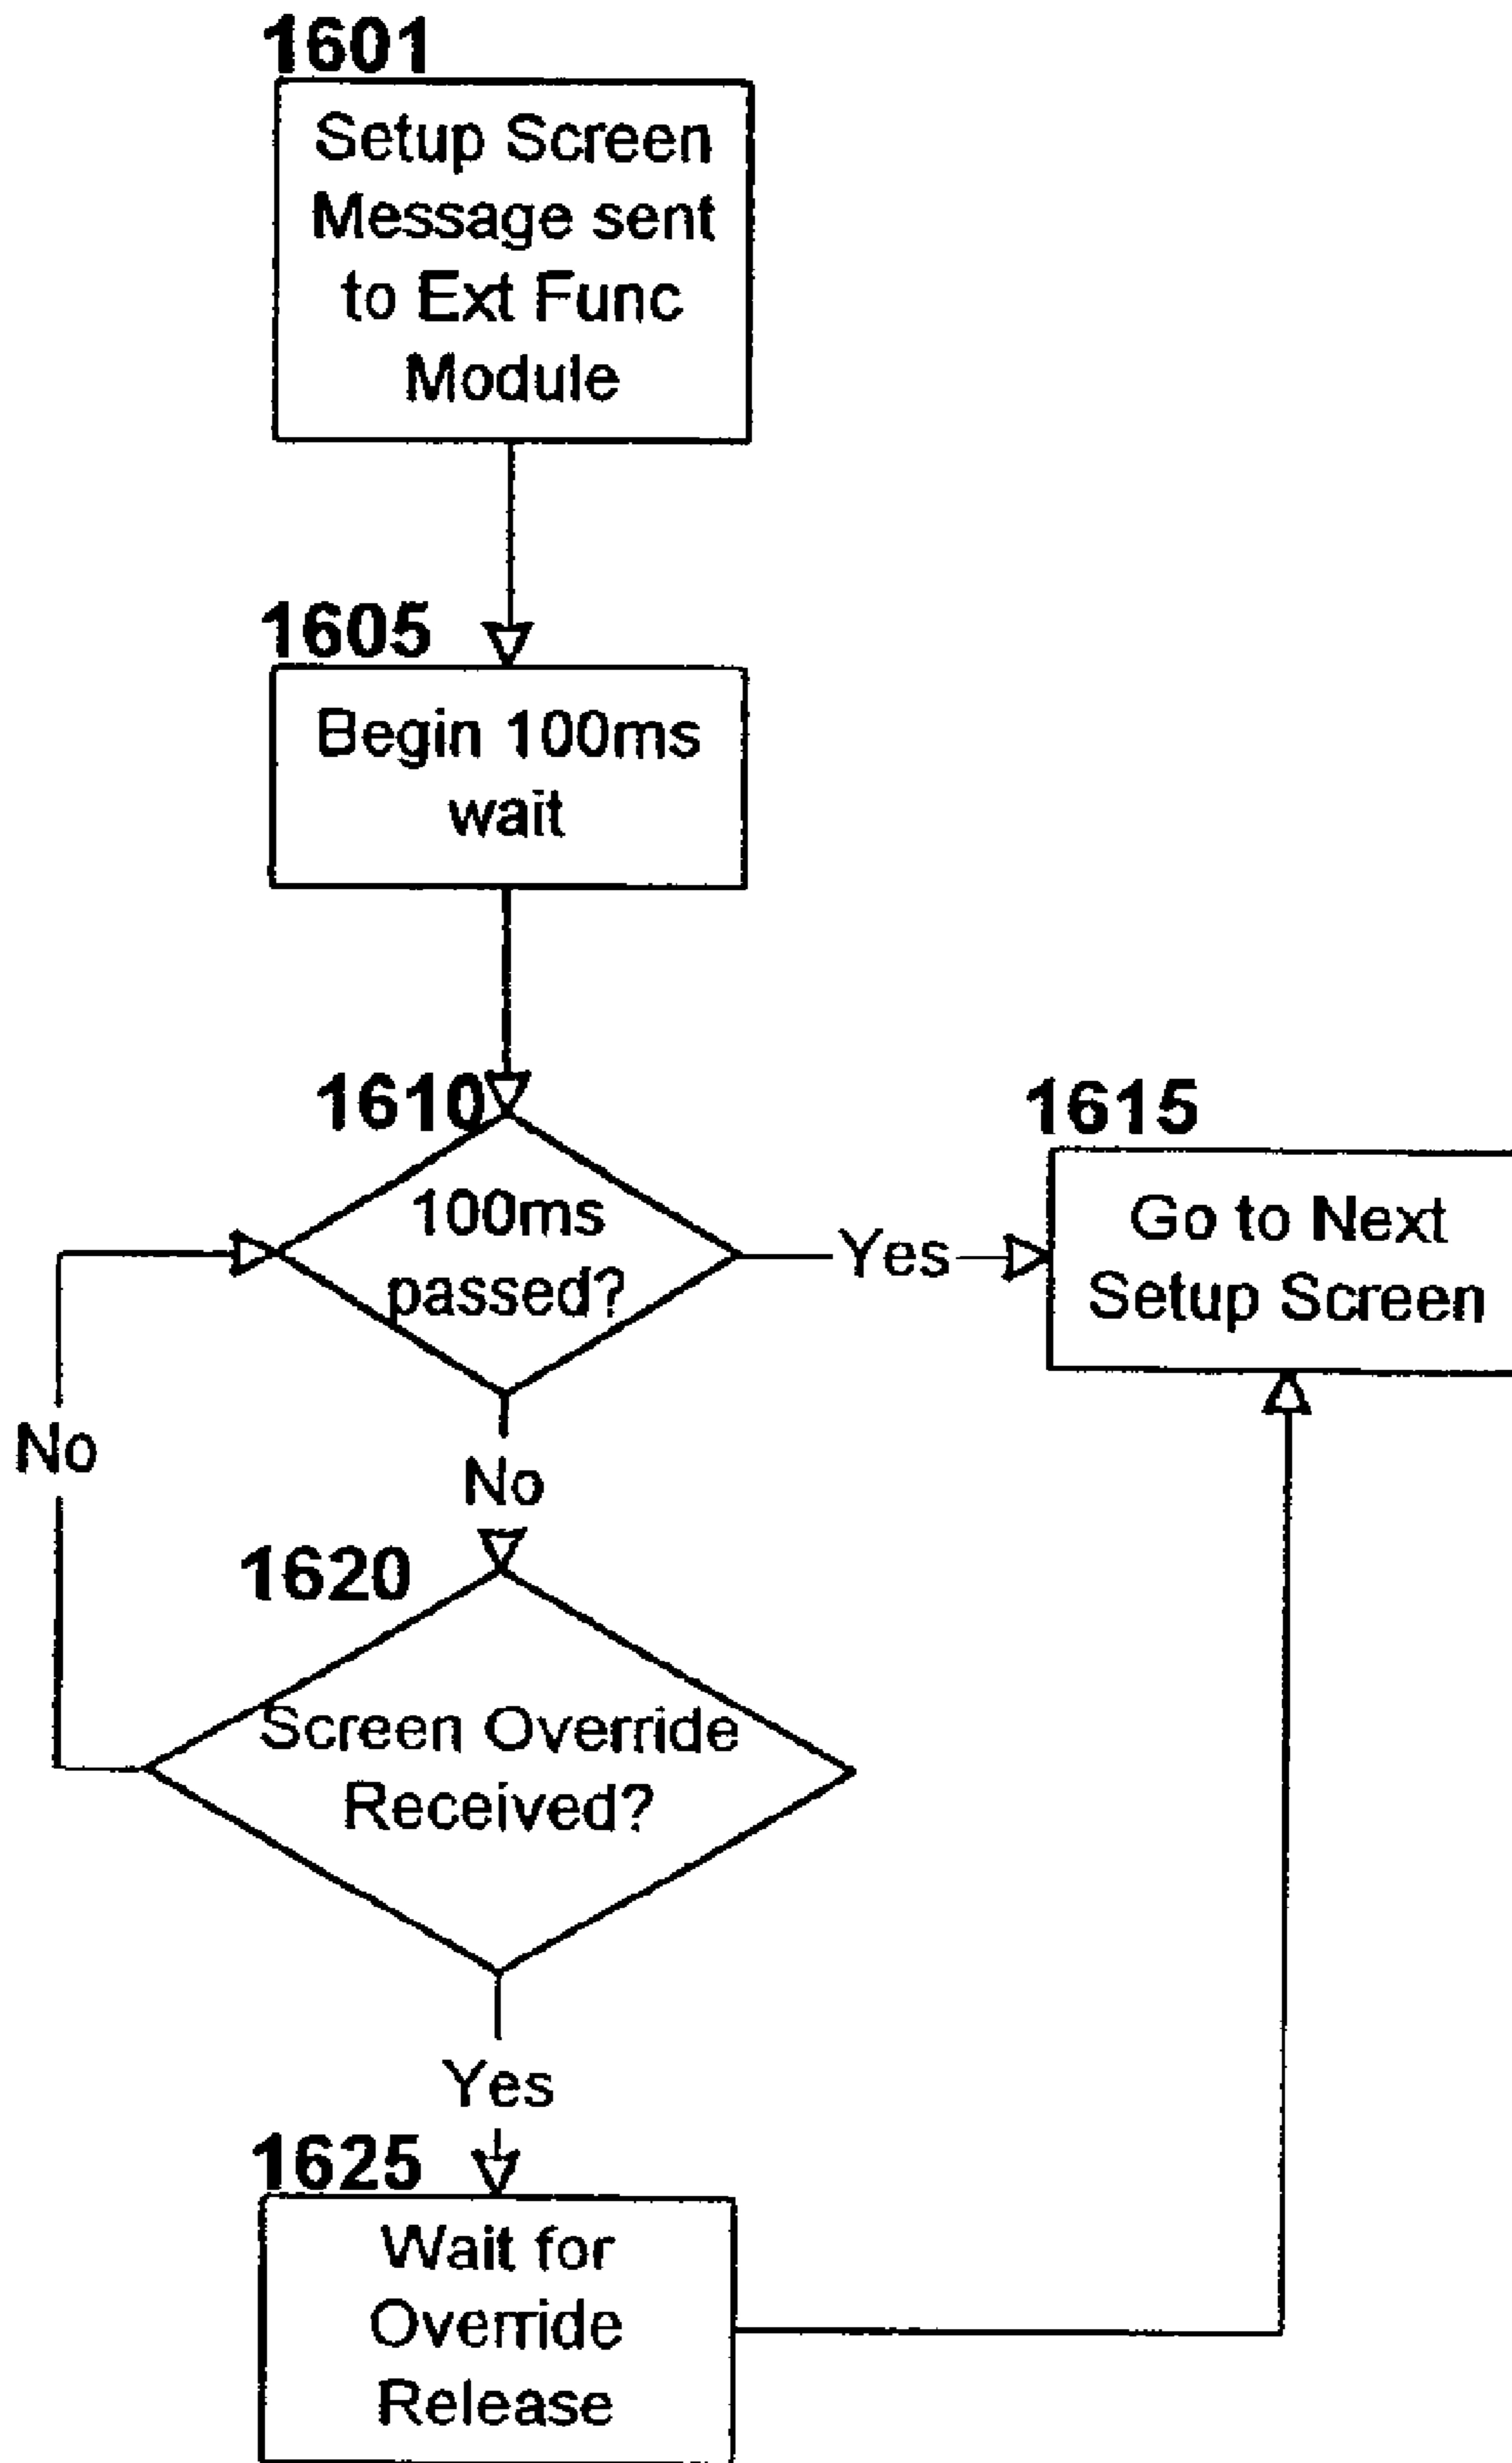 1601
Setup Screen
Message sent
to Ext Func
Module
1605
Begin 100ms
wait
1610
100ms
passed?
Yes
1615
Go to Next
Setup Screen
No
No
1620
Screen Override
Received?
Yes
1625
Wait for
Override
Release